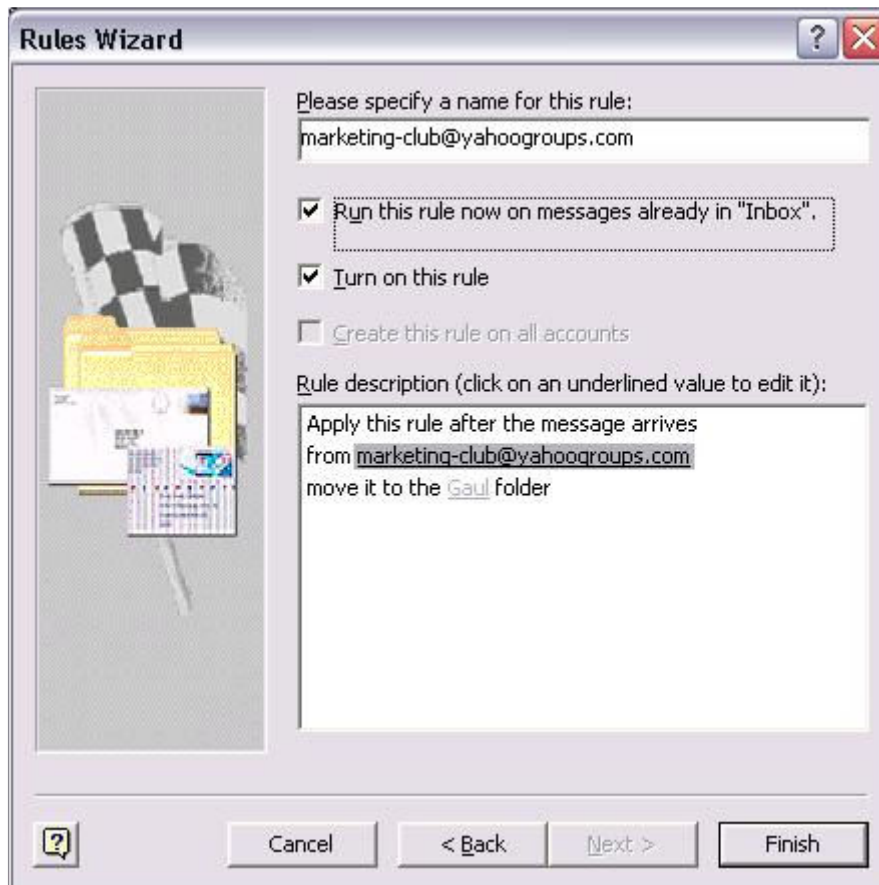 Rules Wizard
Please specify a name for this rule:
marketing-club@yahoogroups.com
Run this rule now on messages already in "Inbox".
Turn on this rule
Create this rule on all accounts
Rule description (click on an underlined value to edit it):
Apply this rule after the message arrives
from marketing-club@yahoogroups.com
move it to the Gaul folder
Cancel
< Back
Next >
Finish